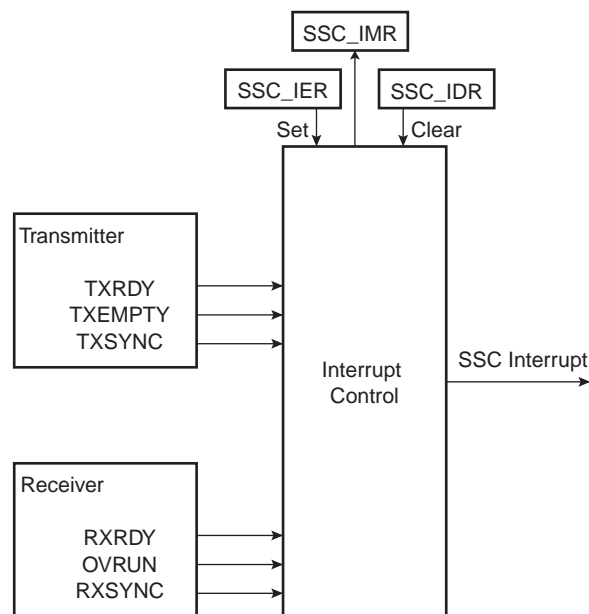 SSC_IMR
SSC_IER
SSC_IDR
Set
Clear
Transmitter
TXRDY
TXEMPTY
TXSYNC
Interrupt
Control
SSC Interrupt
Receiver
RXRDY
OVRUN
RXSYNC